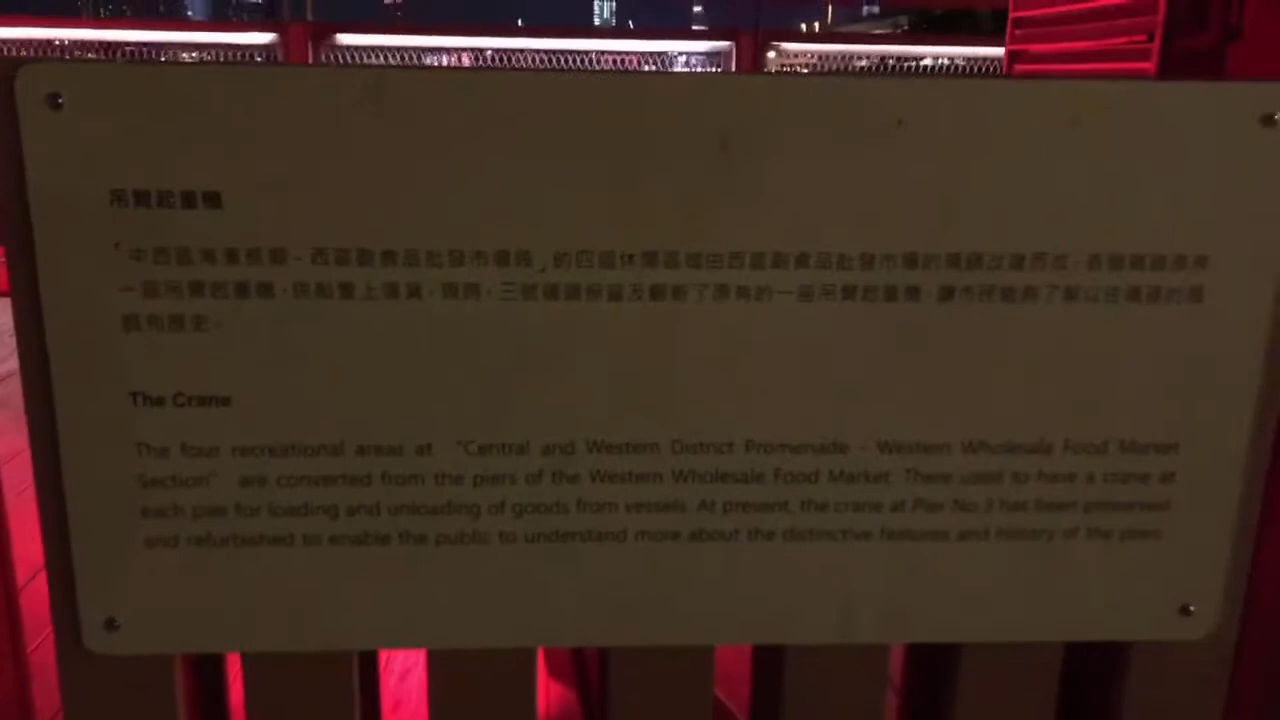 吊臂起重機
「中西區海濱長廊 - 西區副食品批發市場段」的四個休閒區域由西區副食品批發市場的碼頭改建而成，各個碼頭原有
一座吊臂起重機，供船隻上落貨。現時，三號碼頭保留及翻新了原有的一座吊臂起重機，讓市民能夠了解以往碼頭的
和歷史。
The Crane
The four recreational areas at "Central and Western District Promenade - Western Wholesale Food Market
Section" are converted from the piers of the Western Wholesale Food Market. There used to have a crane at
each pier for loading and unloading of goods from vessels. At present, the crane at Pier No.3 has been preserved
and refurbished to enable the public to understand more about the distinctive features and history of the piers.